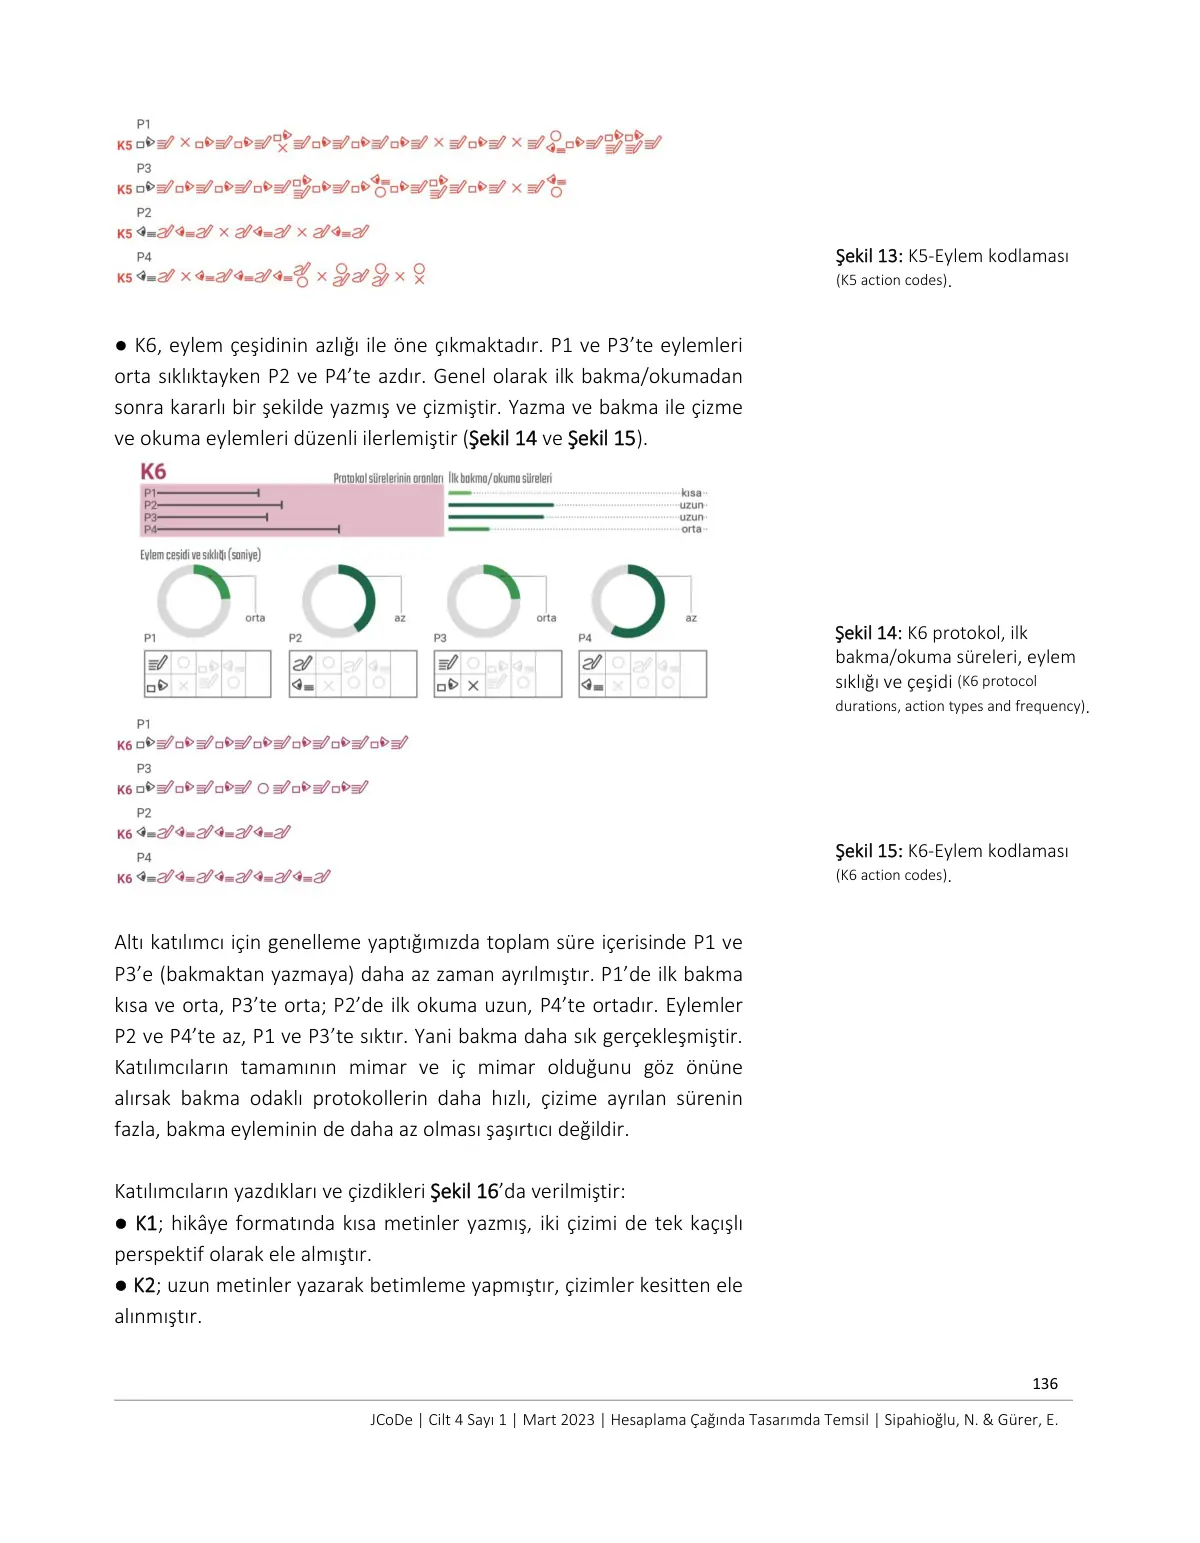 P1
K5
P3
K5
P2
K5
P4
K5
Şekil 13: K5-Eylem kodlaması
(K5 action codes).
● K6, eylem çeşidinin azlığı ile öne çıkmaktadır. P1 ve P3’te eylemleri
orta sıklıktayken P2 ve P4’te azdır. Genel olarak ilk bakma/okumadan
sonra kararlı bir şekilde yazmış ve çizmiştir. Yazma ve bakma ile çizme
ve okuma eylemleri düzenli ilerlemiştir (Şekil 14 ve Şekil 15).
K6
Protokol sürelerinin oranları İlk bakma/okuma süreleri
P1 kısa
P2 uzun
P3 uzun
P4 orta
Eylem çeşidi ve sıklığı (saniye)
orta az orta az
P1 P2 P3 P4
Şekil 14: K6 protokol, ilk
bakma/okuma süreleri, eylem
sıklığı ve çeşidi (K6 protocol
durations, action types and frequency).
P1
K6
P3
K6
P2
K6
P4
K6
Şekil 15: K6-Eylem kodlaması
(K6 action codes).
Altı katılımcı için genelleme yaptığımızda toplam süre içerisinde P1 ve
P3’e (bakmaktan yazmaya) daha az zaman ayrılmıştır. P1’de ilk bakma
kısa ve orta, P3’te orta; P2’de ilk okuma uzun, P4’te ortadır. Eylemler
P2 ve P4’te az, P1 ve P3’te sıktır. Yani bakma daha sık gerçekleşmiştir.
Katılımcıların tamamının mimar ve iç mimar olduğunu göz önüne
alırsak bakma odaklı protokollerin daha hızlı, çizime ayrılan sürenin
fazla, bakma eyleminin de daha az olması şaşırtıcı değildir.
Katılımcıların yazdıkları ve çizdikleri Şekil 16’da verilmiştir:
● K1; hikâye formatında kısa metinler yazmış, iki çizimi de tek kaçışlı
perspektif olarak ele almıştır.
● K2; uzun metinler yazarak betimleme yapmıştır, çizimler kesitten ele
alınmıştır.
136
JCoDe | Cilt 4 Sayı 1 | Mart 2023 | Hesaplama Çağında Tasarımda Temsil | Sipahioğlu, N. & Gürer, E.